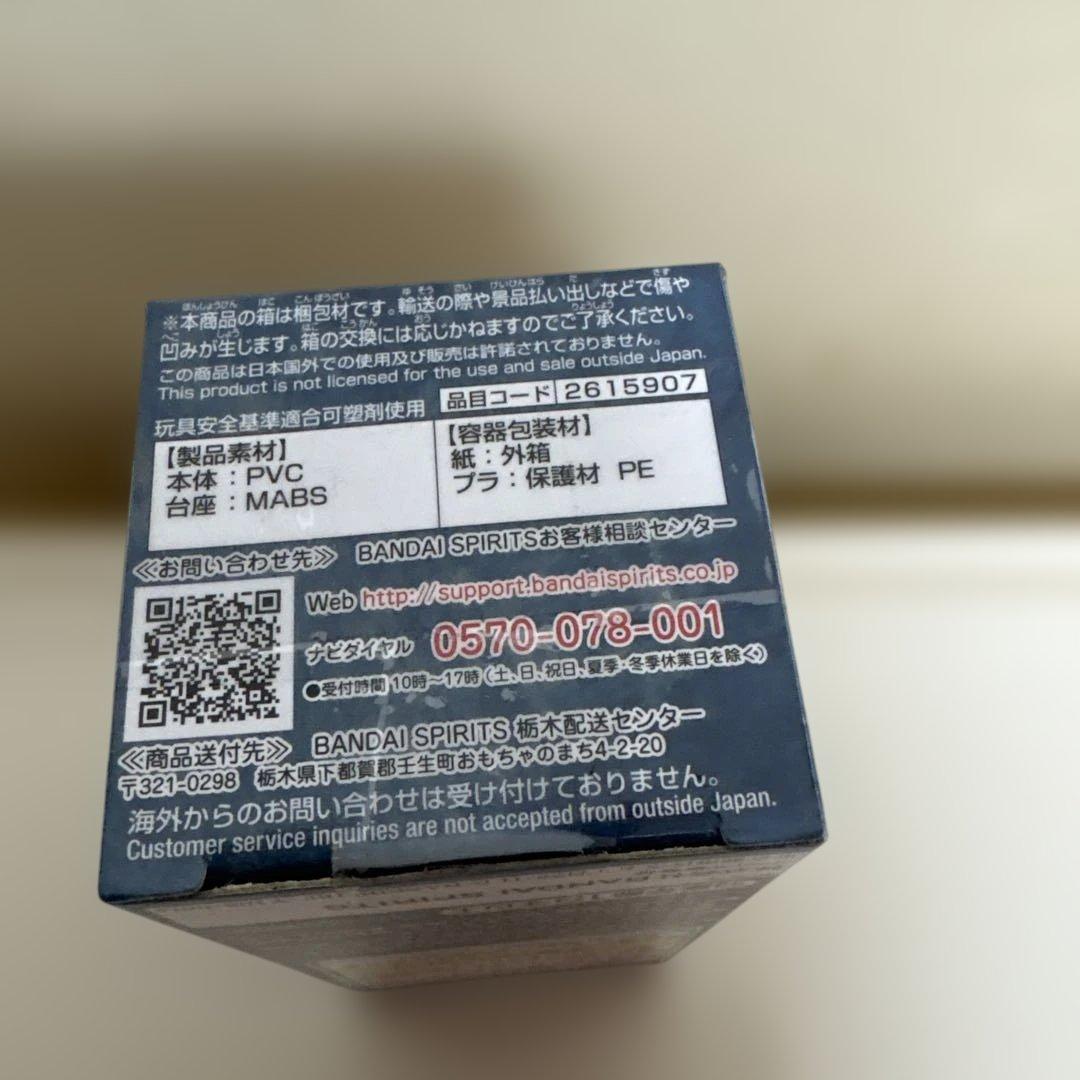 ※本商品の箱は梱包材です。輸送の際や景品払い出しなどで傷や
凹みが生じます。箱の交換には応じかねますのでご了承ください。
この商品は日本国外での使用及び販売は許諾されておりません。
This product is not licensed for the use and sale outside Japan.
玩具安全基準適合可塑剤使用
品目コード 2615907
【製品素材】
本体：PVC
台座：MABS
【容器包装材】
紙：外箱
プラ：保護材 PE
≪お問い合わせ先≫ BANDAI SPIRITSお客様相談センター
Web http://support.bandaispirits.co.jp
ナビダイヤル 0570-078-001
●受付時間 10時～17時（土、日、祝日、夏季・冬季休業日を除く）
≪商品送付先≫ BANDAI SPIRITS 栃木配送センター
〒321-0298 栃木県下都賀郡壬生町おもちゃのまち4-2-20
海外からのお問い合わせは受け付けておりません。
Customer service inquiries are not accepted from outside Japan.
BANDAI SPIRITS